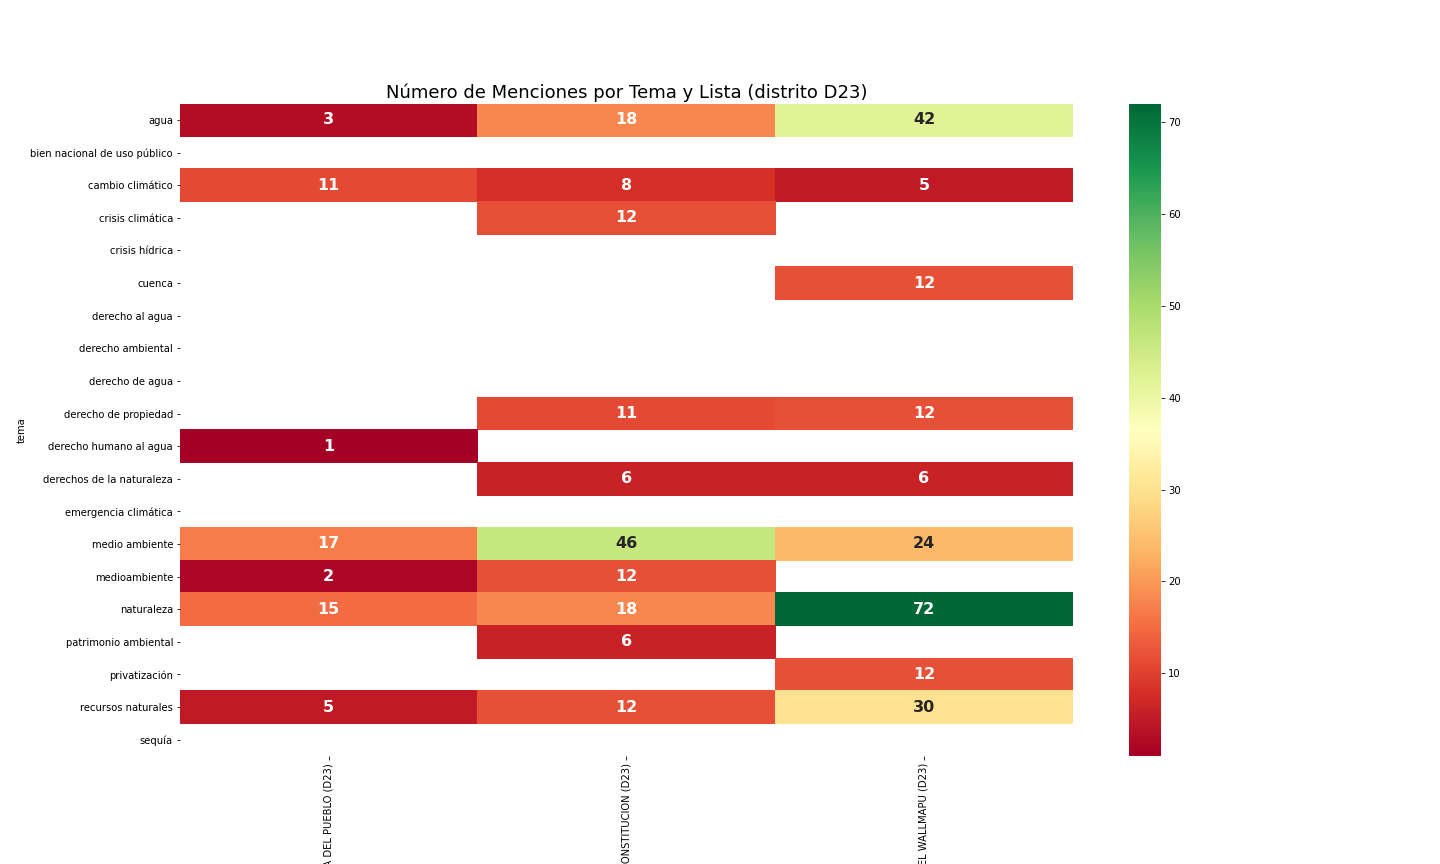 Número de Menciones por Tema y Lista (distrito D23)
agua 3 18 42
bien nacional de uso público
cambio climático 11 8 5
crisis climática 12
crisis hídrica
cuenca 12
derecho al agua
derecho ambiental
derecho de agua
derecho de propiedad 11 12
derecho humano al agua 1
derechos de la naturaleza 6 6
emergencia climática
medio ambiente 17 46 24
medioambiente 2 12
naturaleza 15 18 72
patrimonio ambiental 6
privatización 12
recursos naturales 5 12 30
sequía
tema
A DEL PUEBLO (D23)
ONSTITUCION (D23)
EL WALLMAPU (D23)
70
60
50
40
30
20
10